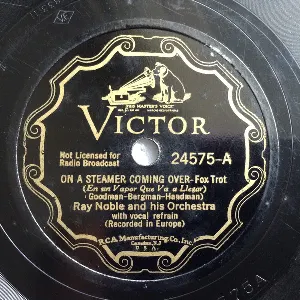 "HIS MASTER'S VOICE"
VICTOR
Not Licensed for
Radio Broadcast
24575-A
ON A STEAMER COMING OVER-Fox Trot
(En un Vapor Que Va a Llegar)
(Goodman-Bergman-Handman)
Ray Noble and his Orchestra
with vocal refrain
(Recorded in Europe)
R.C.A. Manufacturing Co., Inc.
Camden, N.J.
U.S.A.